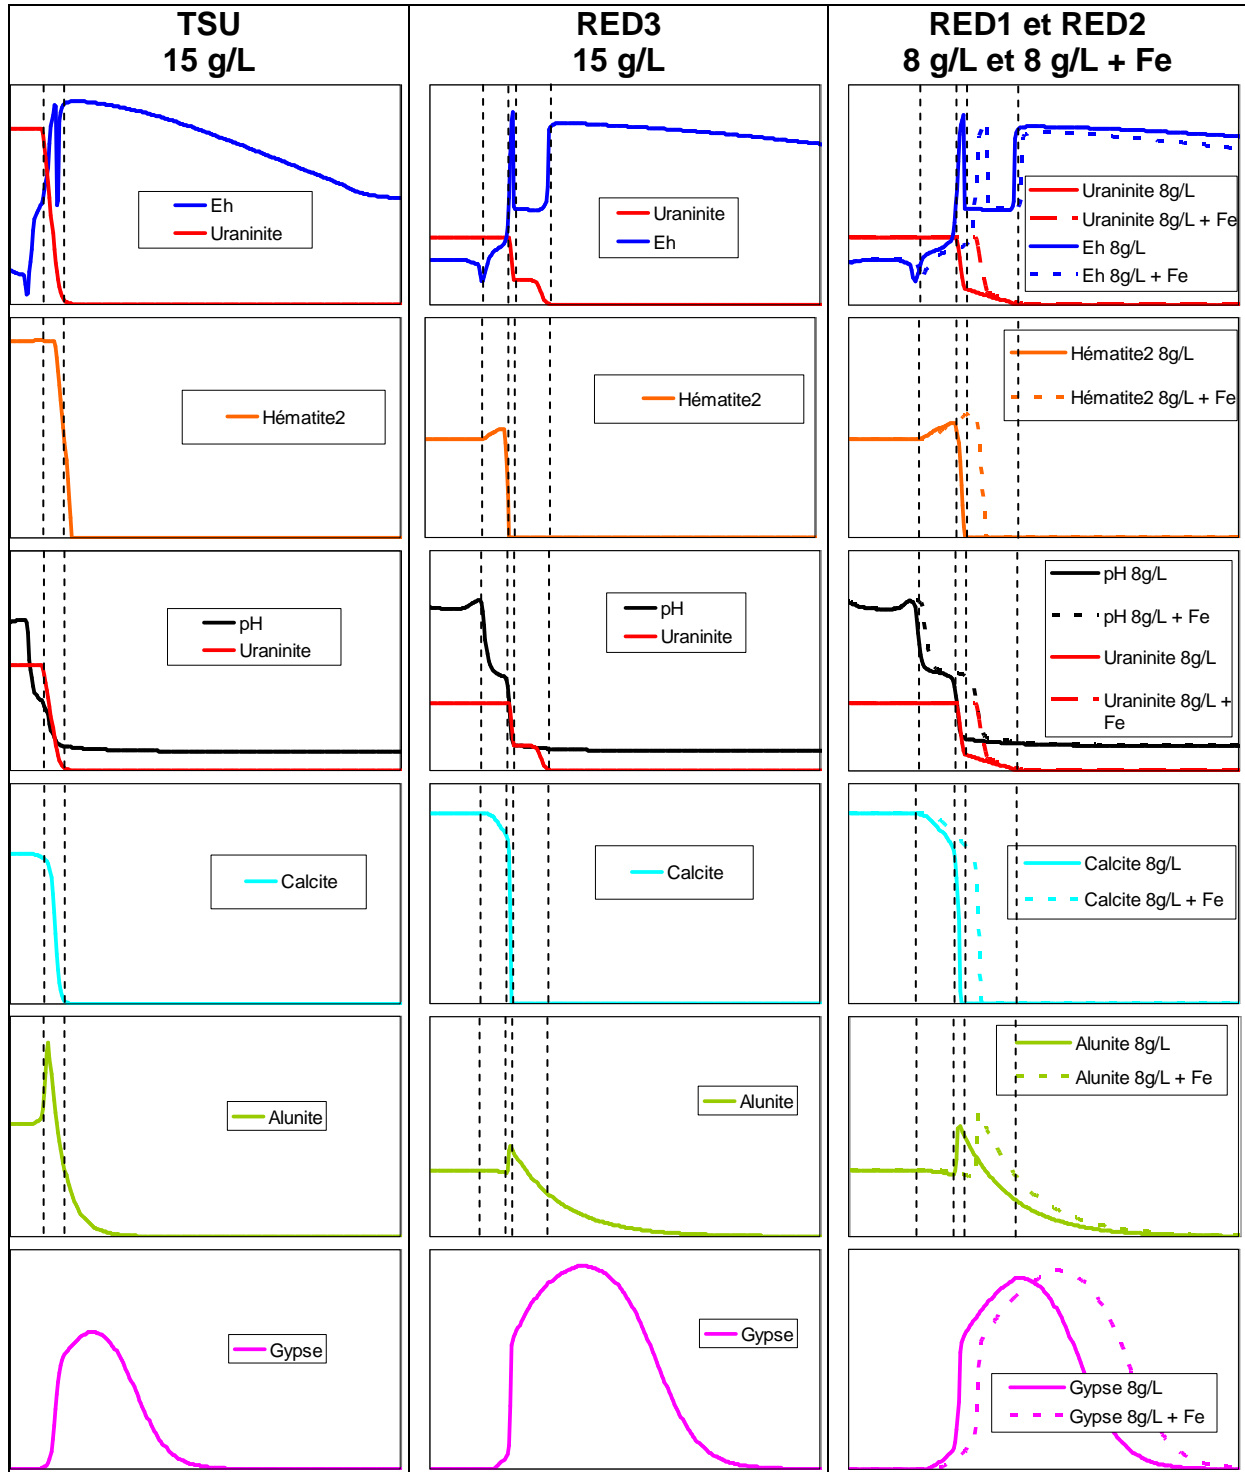 TSU
15 g/L
RED3
15 g/L
RED1 et RED2
8 g/L et 8 g/L + Fe
Eh
Uraninite
Uraninite
Eh
Uraninite 8g/L
Uraninite 8g/L + Fe
Eh 8g/L
Eh 8g/L + Fe
Hématite2
Hématite2
Hématite2 8g/L
Hématite2 8g/L + Fe
pH
Uraninite
pH
Uraninite
pH 8g/L
pH 8g/L + Fe
Uraninite 8g/L
Uraninite 8g/L +
Fe
Calcite
Calcite
Calcite 8g/L
Calcite 8g/L + Fe
Alunite
Alunite
Alunite 8g/L
Alunite 8g/L + Fe
Gypse
Gypse
Gypse 8g/L
Gypse 8g/L + Fe